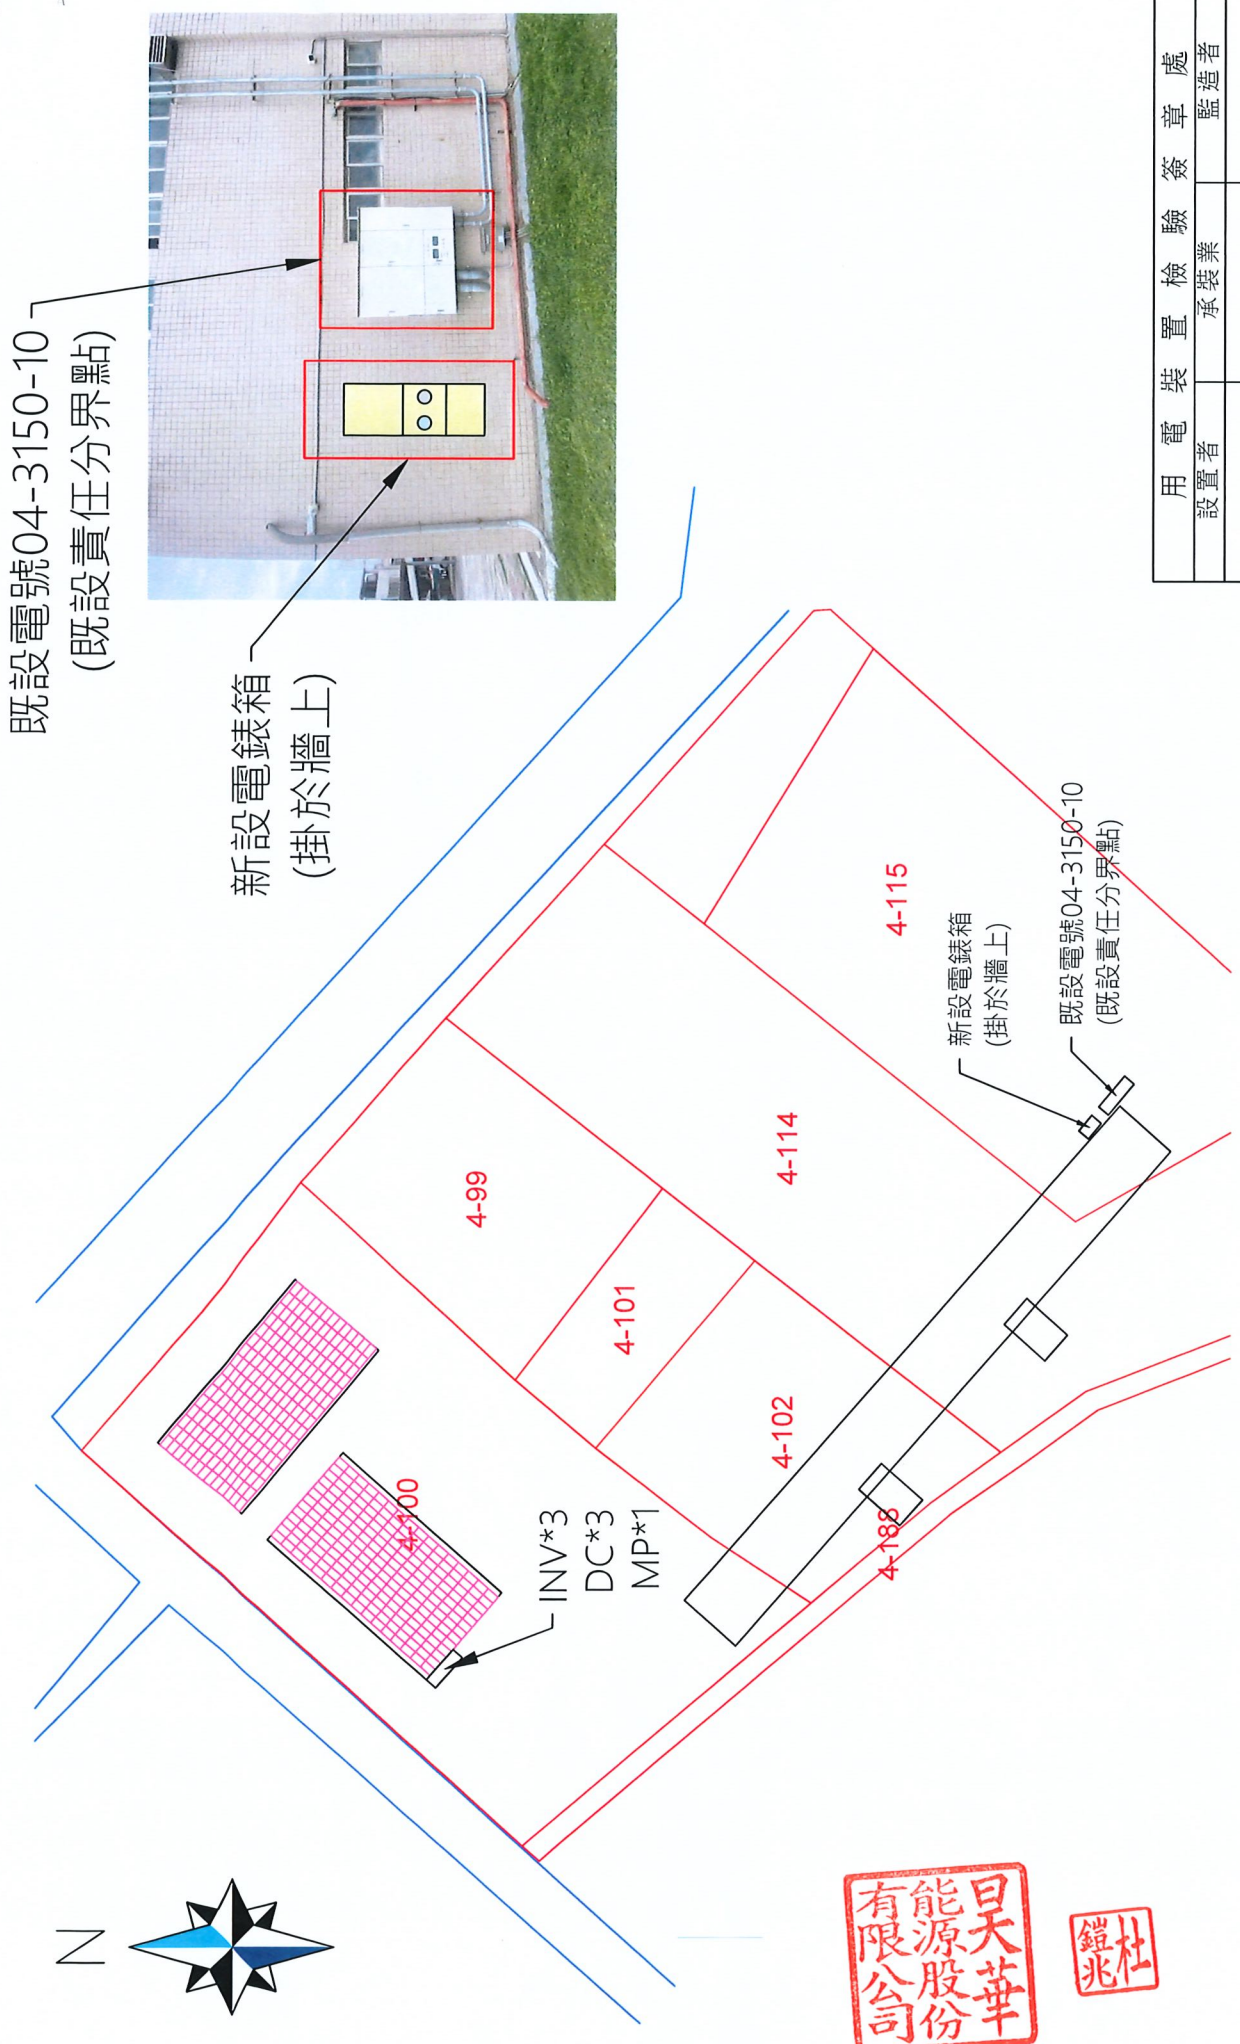 N
既設電號04-3150-10
(既設責任分界點)
新設電錶箱
(掛於牆上)
4-99
4-100
4-101
4-102
4-114
4-115
4-188
INV*3
DC*3
MP*1
新設電錶箱
(掛於牆上)
既設電號04-3150-10
(既設責任分界點)
用電裝置檢驗簽章處
設置者 承裝業 監造者
昊華
能源股份
有限公司
杜
鎧兆